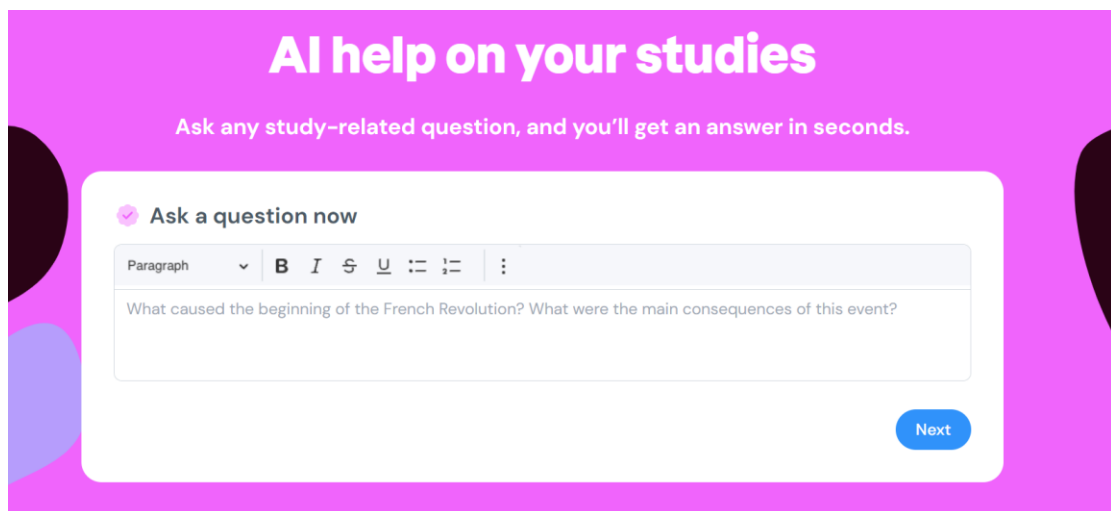 AI help on your studies
Ask any study-related question, and you’ll get an answer in seconds.
Ask a question now
Paragraph B I S U
What caused the beginning of the French Revolution? What were the main consequences of this event?
Next